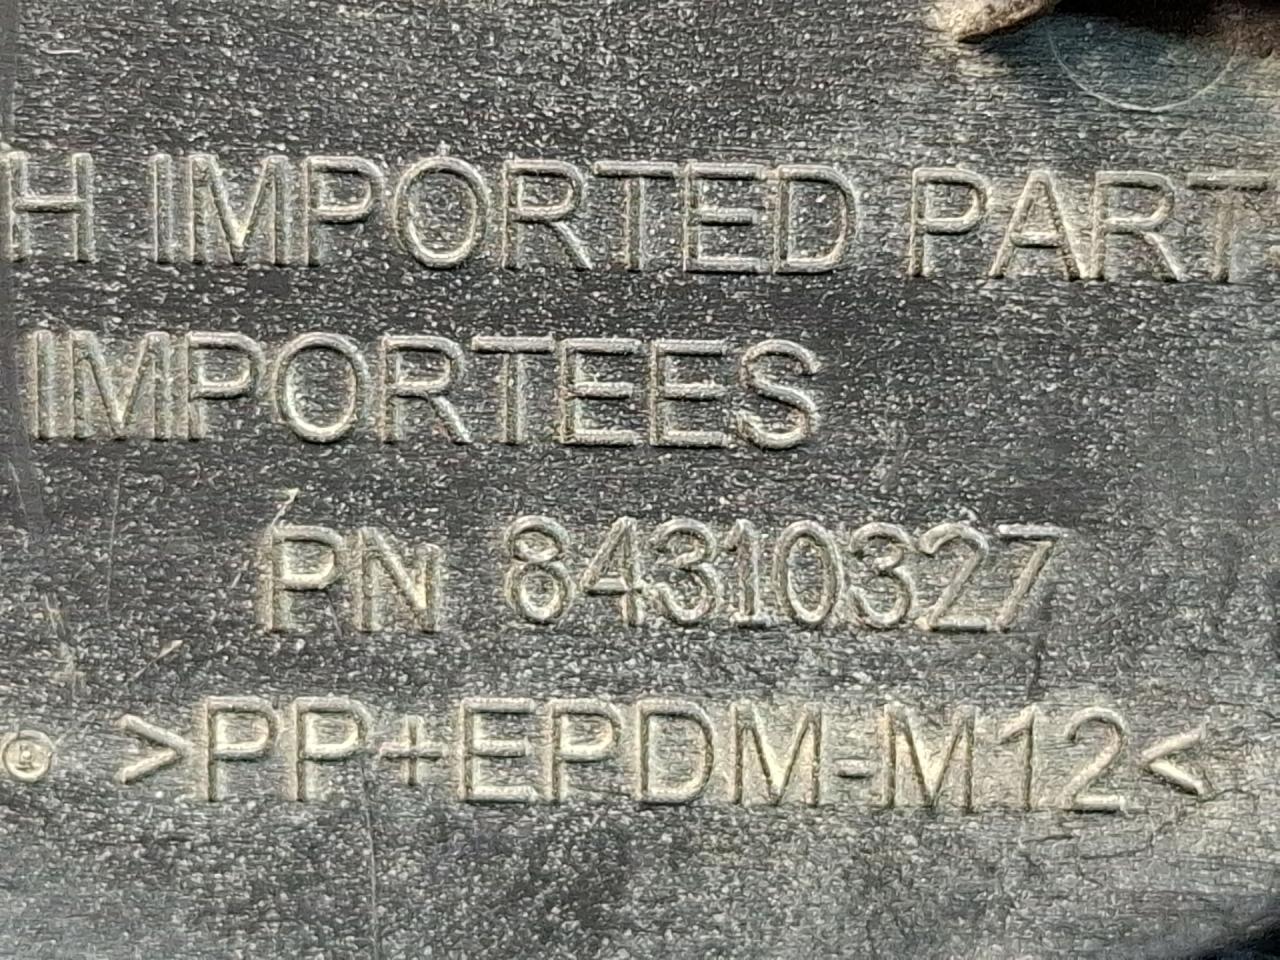 H IMPORTED PART
IMPORTEES
PN 84310327
® >PP+EPDM-M12<